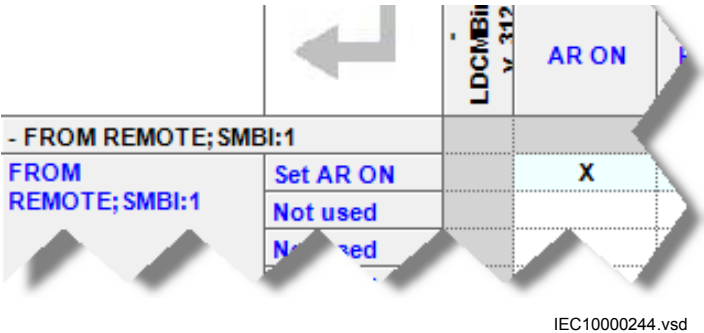 AR ON
- FROM REMOTE; SMBI:1
FROM
REMOTE; SMBI:1
Set AR ON
X
Not used
IEC10000244.vsd